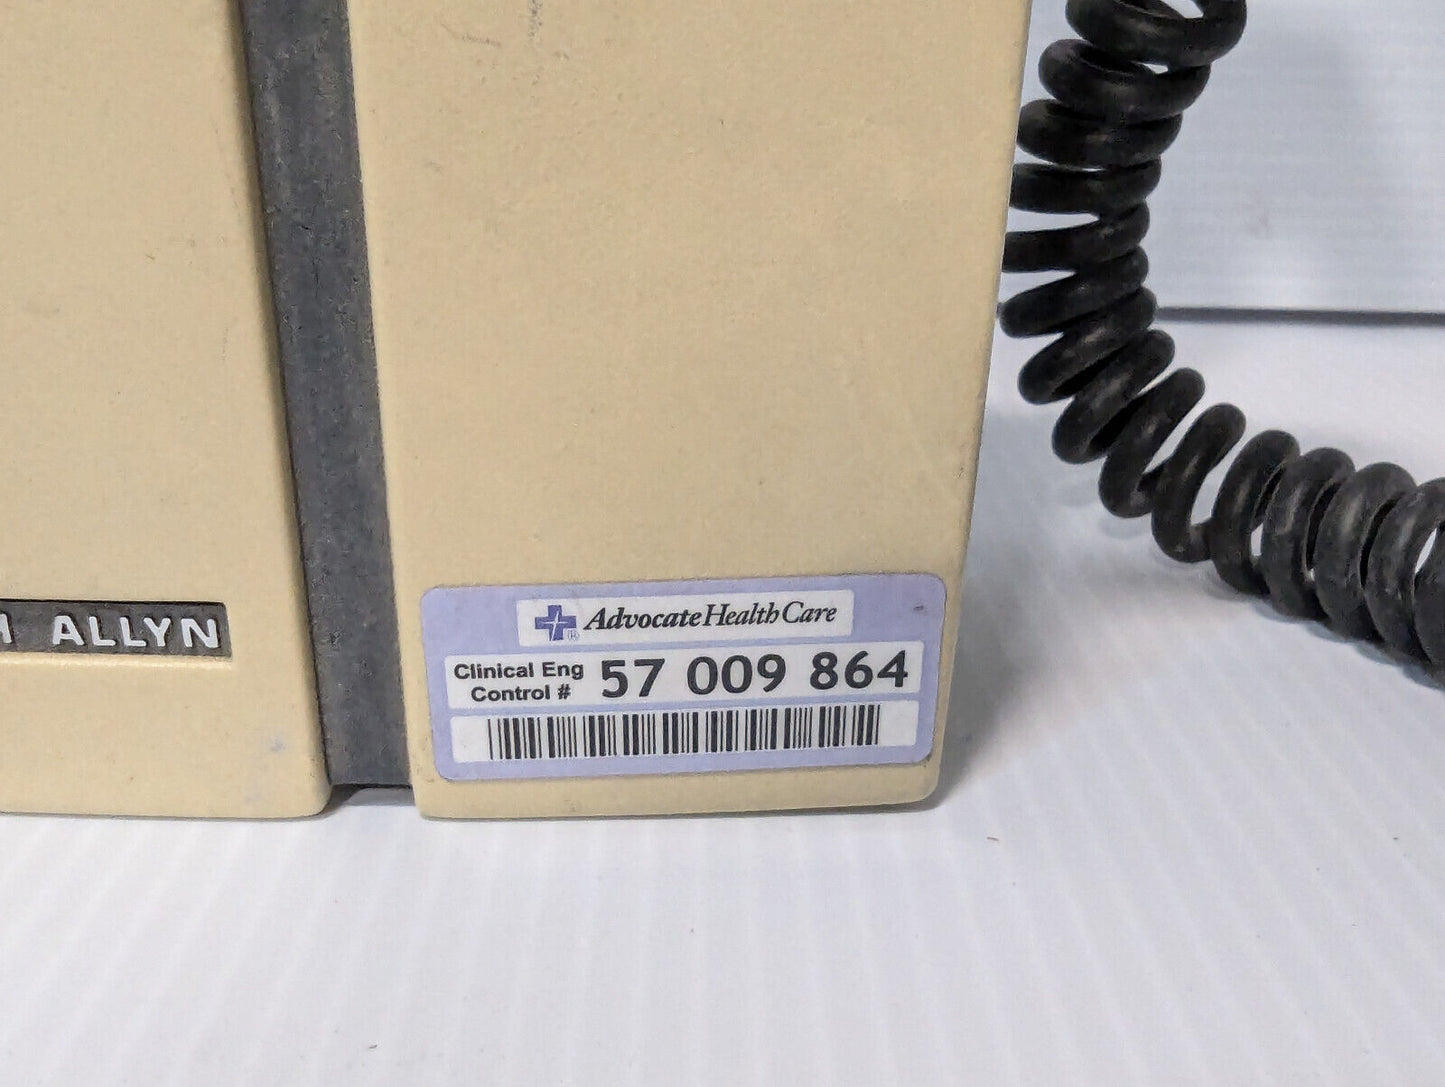 H ALLYN
Advocate Health Care
®
Clinical Eng
Control #
57 009 864